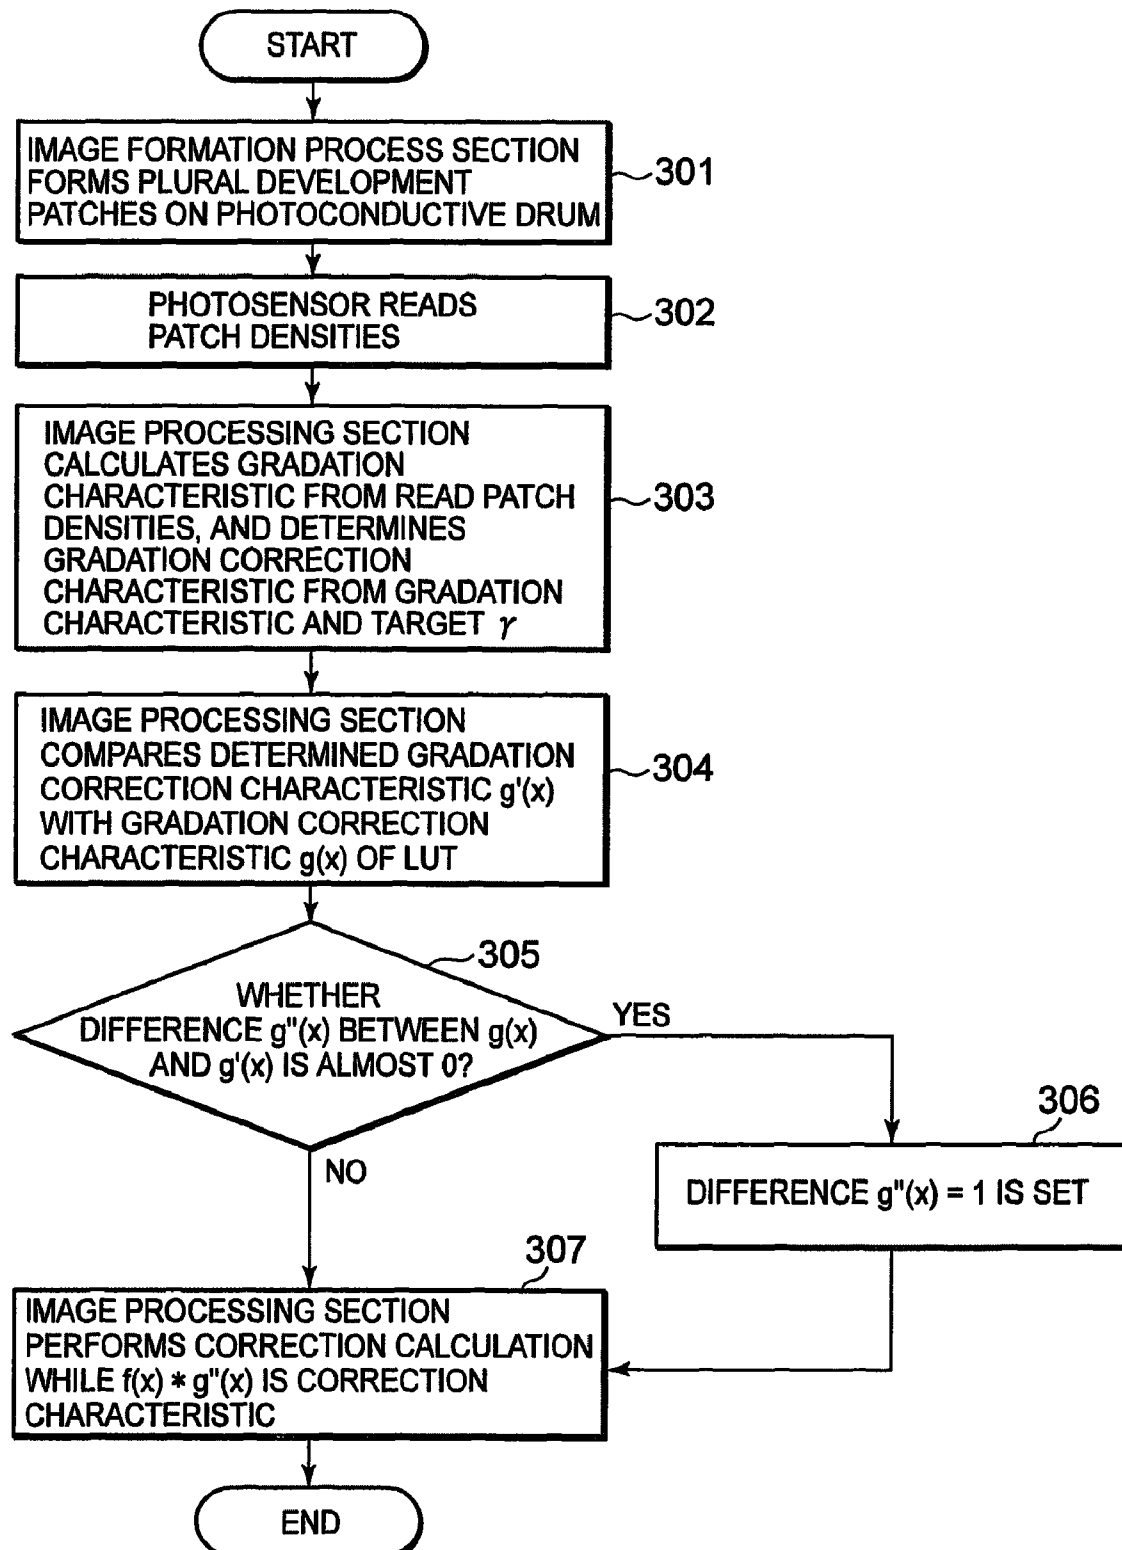 START
IMAGE FORMATION PROCESS SECTION
FORMS PLURAL DEVELOPMENT
PATCHES ON PHOTOCONDUCTIVE DRUM
301
PHOTOSENSOR READS
PATCH DENSITIES
302
IMAGE PROCESSING SECTION
CALCULATES GRADATION
CHARACTERISTIC FROM READ PATCH
DENSITIES, AND DETERMINES
GRADATION CORRECTION
CHARACTERISTIC FROM GRADATION
CHARACTERISTIC AND TARGET γ
303
IMAGE PROCESSING SECTION
COMPARES DETERMINED GRADATION
CORRECTION CHARACTERISTIC g'(x)
WITH GRADATION CORRECTION
CHARACTERISTIC g(x) OF LUT
304
305
WHETHER
DIFFERENCE g"(x) BETWEEN g(x)
AND g'(x) IS ALMOST 0?
YES
NO
306
DIFFERENCE g"(x) = 1 IS SET
307
IMAGE PROCESSING SECTION
PERFORMS CORRECTION CALCULATION
WHILE f(x) * g"(x) IS CORRECTION
CHARACTERISTIC
END